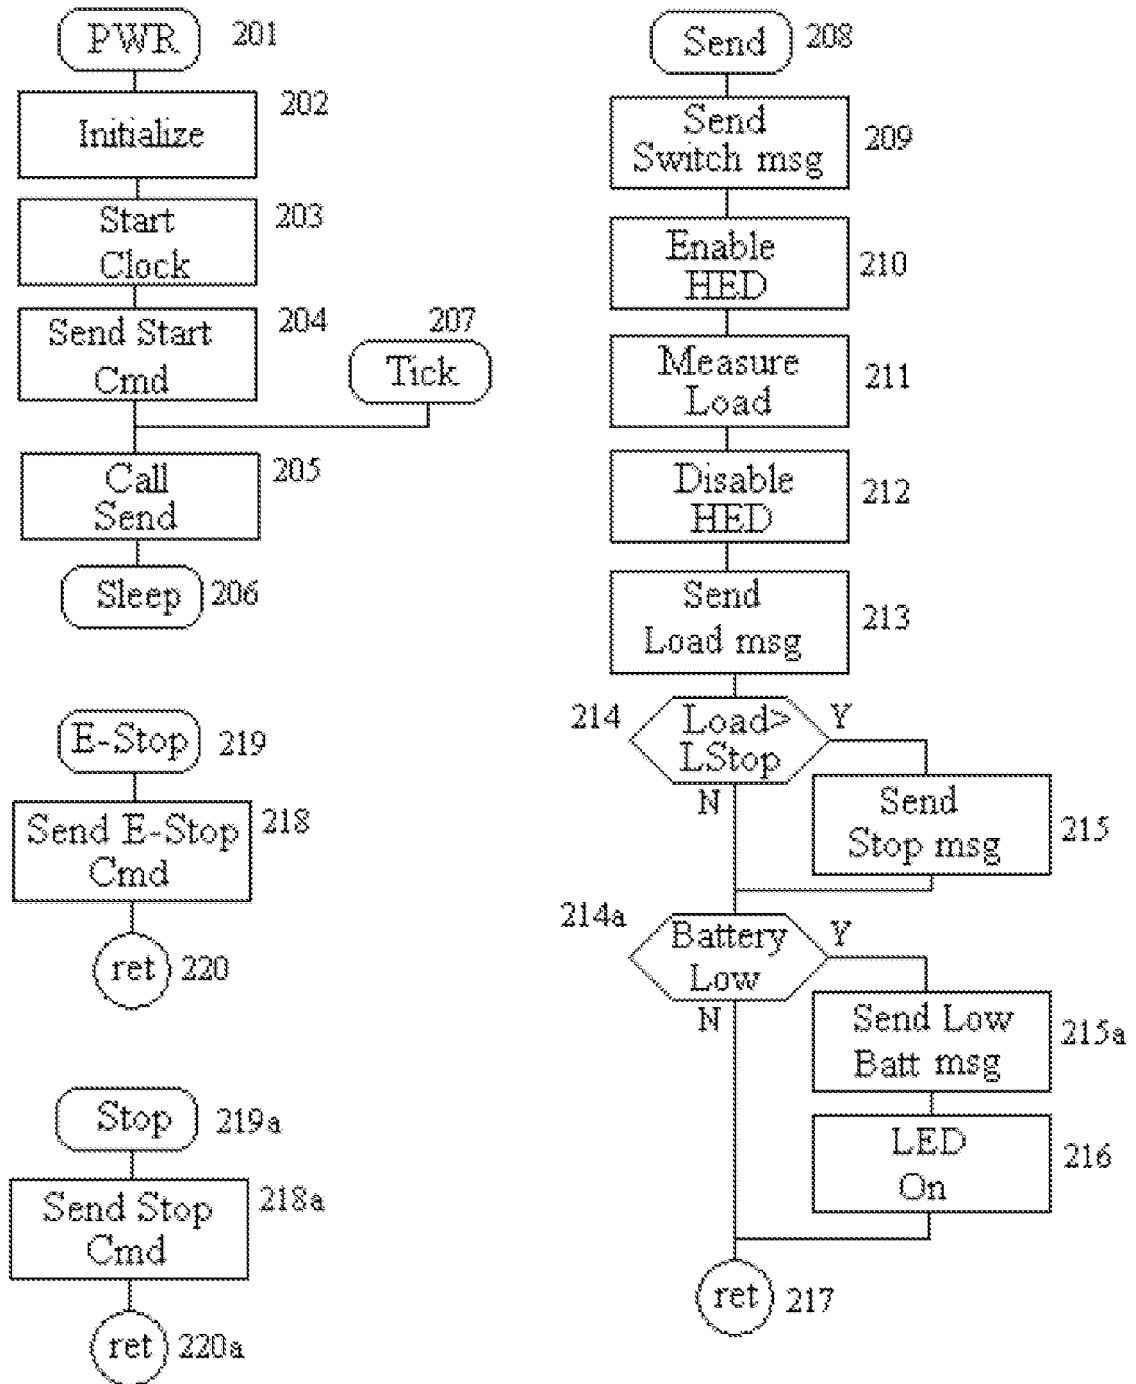 PWR
201
Initialize
202
Start
Clock
203
Send Start
Cmd
204
207
Tick
Call
Send
205
Sleep
206
E-Stop
219
Send E-Stop
Cmd
218
ret
220
Stop
219a
Send Stop
Cmd
218a
ret
220a
Send
208
Send
Switch msg
209
Enable
HED
210
Measure
Load
211
Disable
HED
212
Send
Load msg
213
214
Load>
LStop
Y
N
Send
Stop msg
215
214a
Battery
Low
Y
N
Send Low
Batt msg
215a
LED
On
216
ret
217